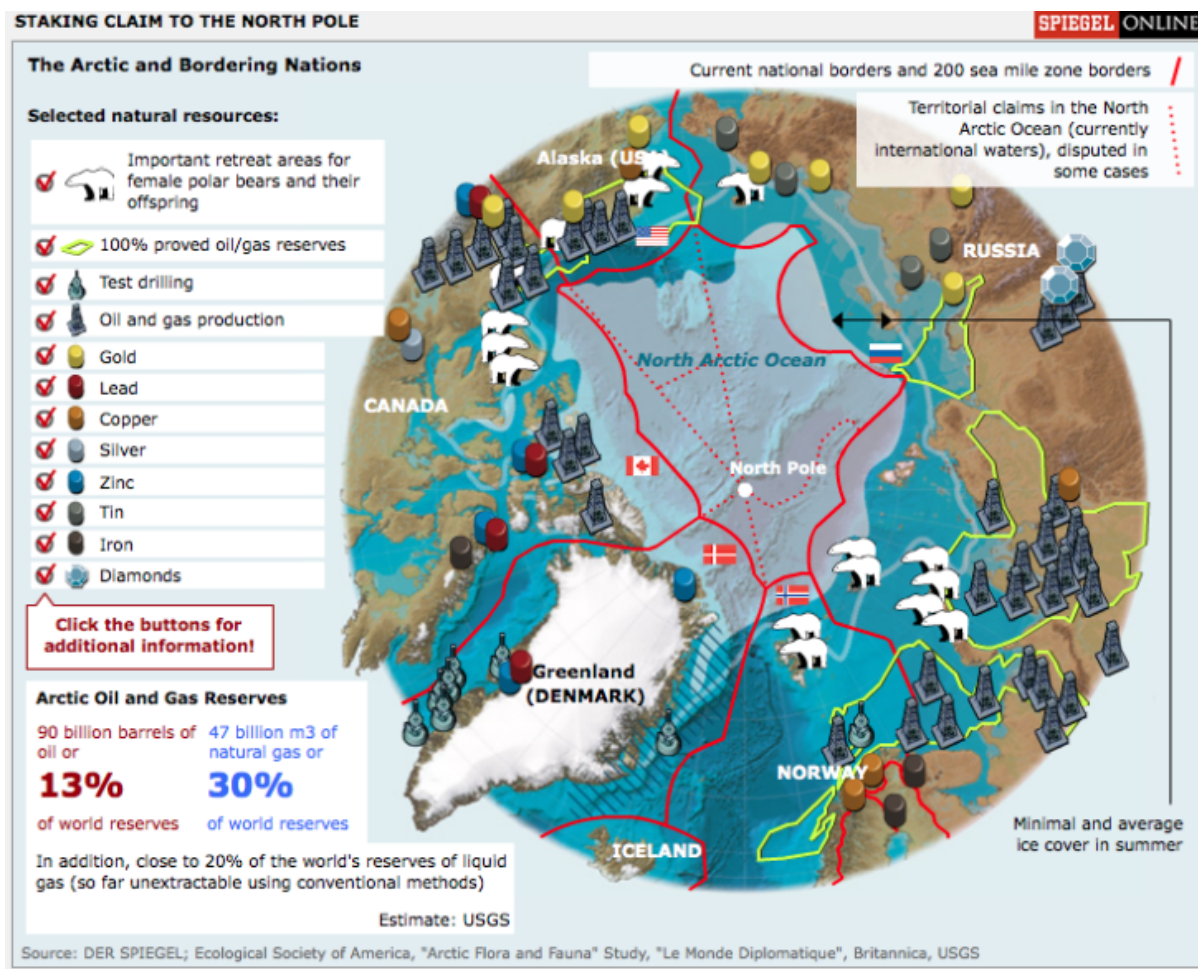 STAKING CLAIM TO THE NORTH POLE
SPIEGEL ONLINE
The Arctic and Bordering Nations
Selected natural resources:
Important retreat areas for
female polar bears and their
offspring
100% proved oil/gas reserves
Test drilling
Oil and gas production
Gold
Lead
Copper
Silver
Zinc
Tin
Iron
Diamonds
Click the buttons for
additional information!
Arctic Oil and Gas Reserves
90 billion barrels of
oil or
13%
of world reserves
47 billion m3 of
natural gas or
30%
of world reserves
In addition, close to 20% of the world's reserves of liquid
gas (so far unextractable using conventional methods)
Estimate: USGS
Current national borders and 200 sea mile zone borders
Territorial claims in the North
Arctic Ocean (currently
international waters), disputed in
some cases
Alaska (USA)
RUSSIA
North Arctic Ocean
CANADA
North Pole
Greenland
(DENMARK)
NORWAY
ICELAND
Minimal and average
ice cover in summer
Source: DER SPIEGEL; Ecological Society of America, "Arctic Flora and Fauna" Study, "Le Monde Diplomatique", Britannica, USGS